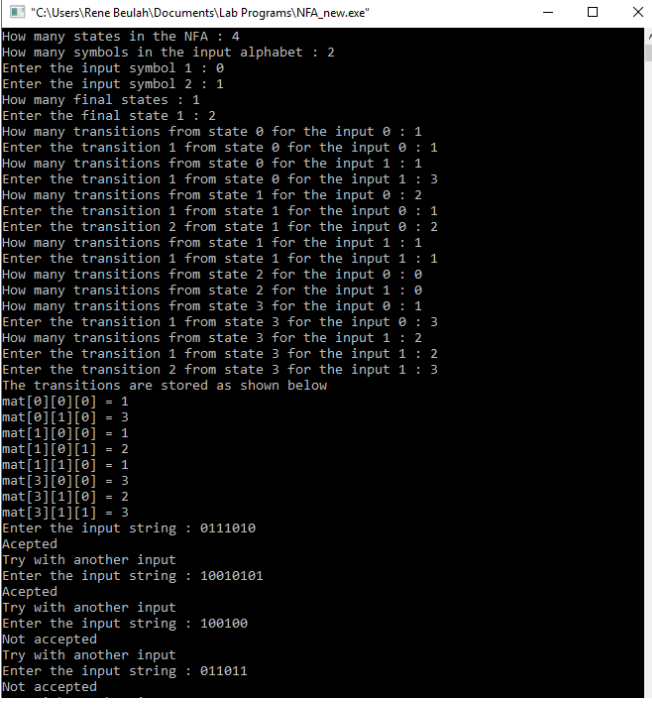 "C:\Users\Rene Beulah\Documents\Lab Programs\NFA_new.exe"
How many states in the NFA : 4
How many symbols in the input alphabet : 2
Enter the input symbol 1 : 0
Enter the input symbol 2 : 1
How many final states : 1
Enter the final state 1 : 2
How many transitions from state 0 for the input 0 : 1
Enter the transition 1 from state 0 for the input 0 : 1
How many transitions from state 0 for the input 1 : 1
Enter the transition 1 from state 0 for the input 1 : 3
How many transitions from state 1 for the input 0 : 2
Enter the transition 1 from state 1 for the input 0 : 1
Enter the transition 2 from state 1 for the input 0 : 2
How many transitions from state 1 for the input 1 : 1
Enter the transition 1 from state 1 for the input 1 : 1
How many transitions from state 2 for the input 0 : 0
How many transitions from state 2 for the input 1 : 0
How many transitions from state 3 for the input 0 : 1
Enter the transition 1 from state 3 for the input 0 : 3
How many transitions from state 3 for the input 1 : 2
Enter the transition 1 from state 3 for the input 1 : 2
Enter the transition 2 from state 3 for the input 1 : 3
The transitions are stored as shown below
mat[0][0][0] = 1
mat[0][1][0] = 3
mat[1][0][0] = 1
mat[1][0][1] = 2
mat[1][1][0] = 1
mat[3][0][0] = 3
mat[3][1][0] = 2
mat[3][1][1] = 3
Enter the input string : 0111010
Acepted
Try with another input
Enter the input string : 10010101
Acepted
Try with another input
Enter the input string : 100100
Not accepted
Try with another input
Enter the input string : 011011
Not accepted